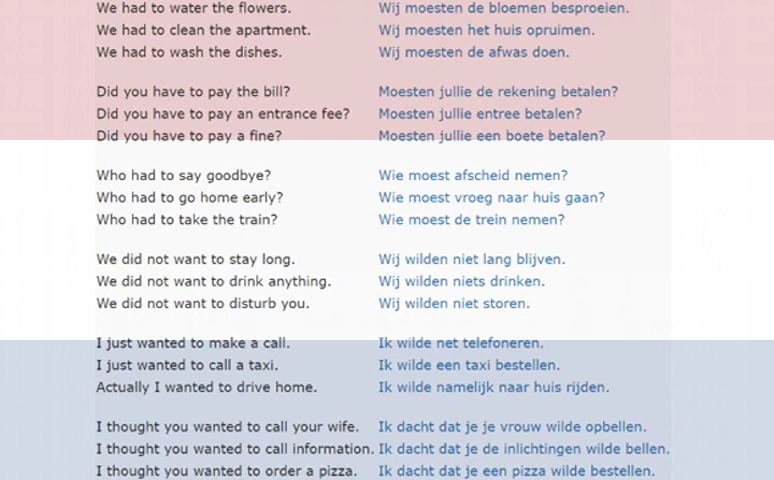 We had to water the flowers. Wij moesten de bloemen besproeien.
We had to clean the apartment. Wij moesten het huis opruimen.
We had to wash the dishes. Wij moesten de afwas doen.
Did you have to pay the bill? Moesten jullie de rekening betalen?
Did you have to pay an entrance fee? Moesten jullie entree betalen?
Did you have to pay a fine? Moesten jullie een boete betalen?
Who had to say goodbye? Wie moest afscheid nemen?
Who had to go home early? Wie moest vroeg naar huis gaan?
Who had to take the train? Wie moest de trein nemen?
We did not want to stay long. Wij wilden niet lang blijven.
We did not want to drink anything. Wij wilden niets drinken.
We did not want to disturb you. Wij wilden niet storen.
I just wanted to make a call. Ik wilde net telefoneren.
I just wanted to call a taxi. Ik wilde een taxi bestellen.
Actually I wanted to drive home. Ik wilde namelijk naar huis rijden.
I thought you wanted to call your wife. Ik dacht dat je je vrouw wilde opbellen.
I thought you wanted to call information. Ik dacht dat je de inlichtingen wilde bellen.
I thought you wanted to order a pizza. Ik dacht dat je een pizza wilde bestellen.